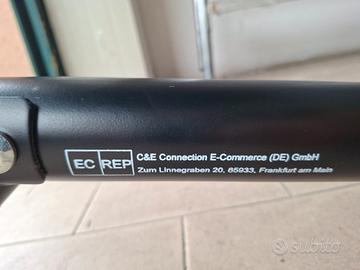 EC REP
C&E Connection E-Commerce (DE) GmbH
Zum Linnegraben 20, 65933, Frankfurt am Main
subito